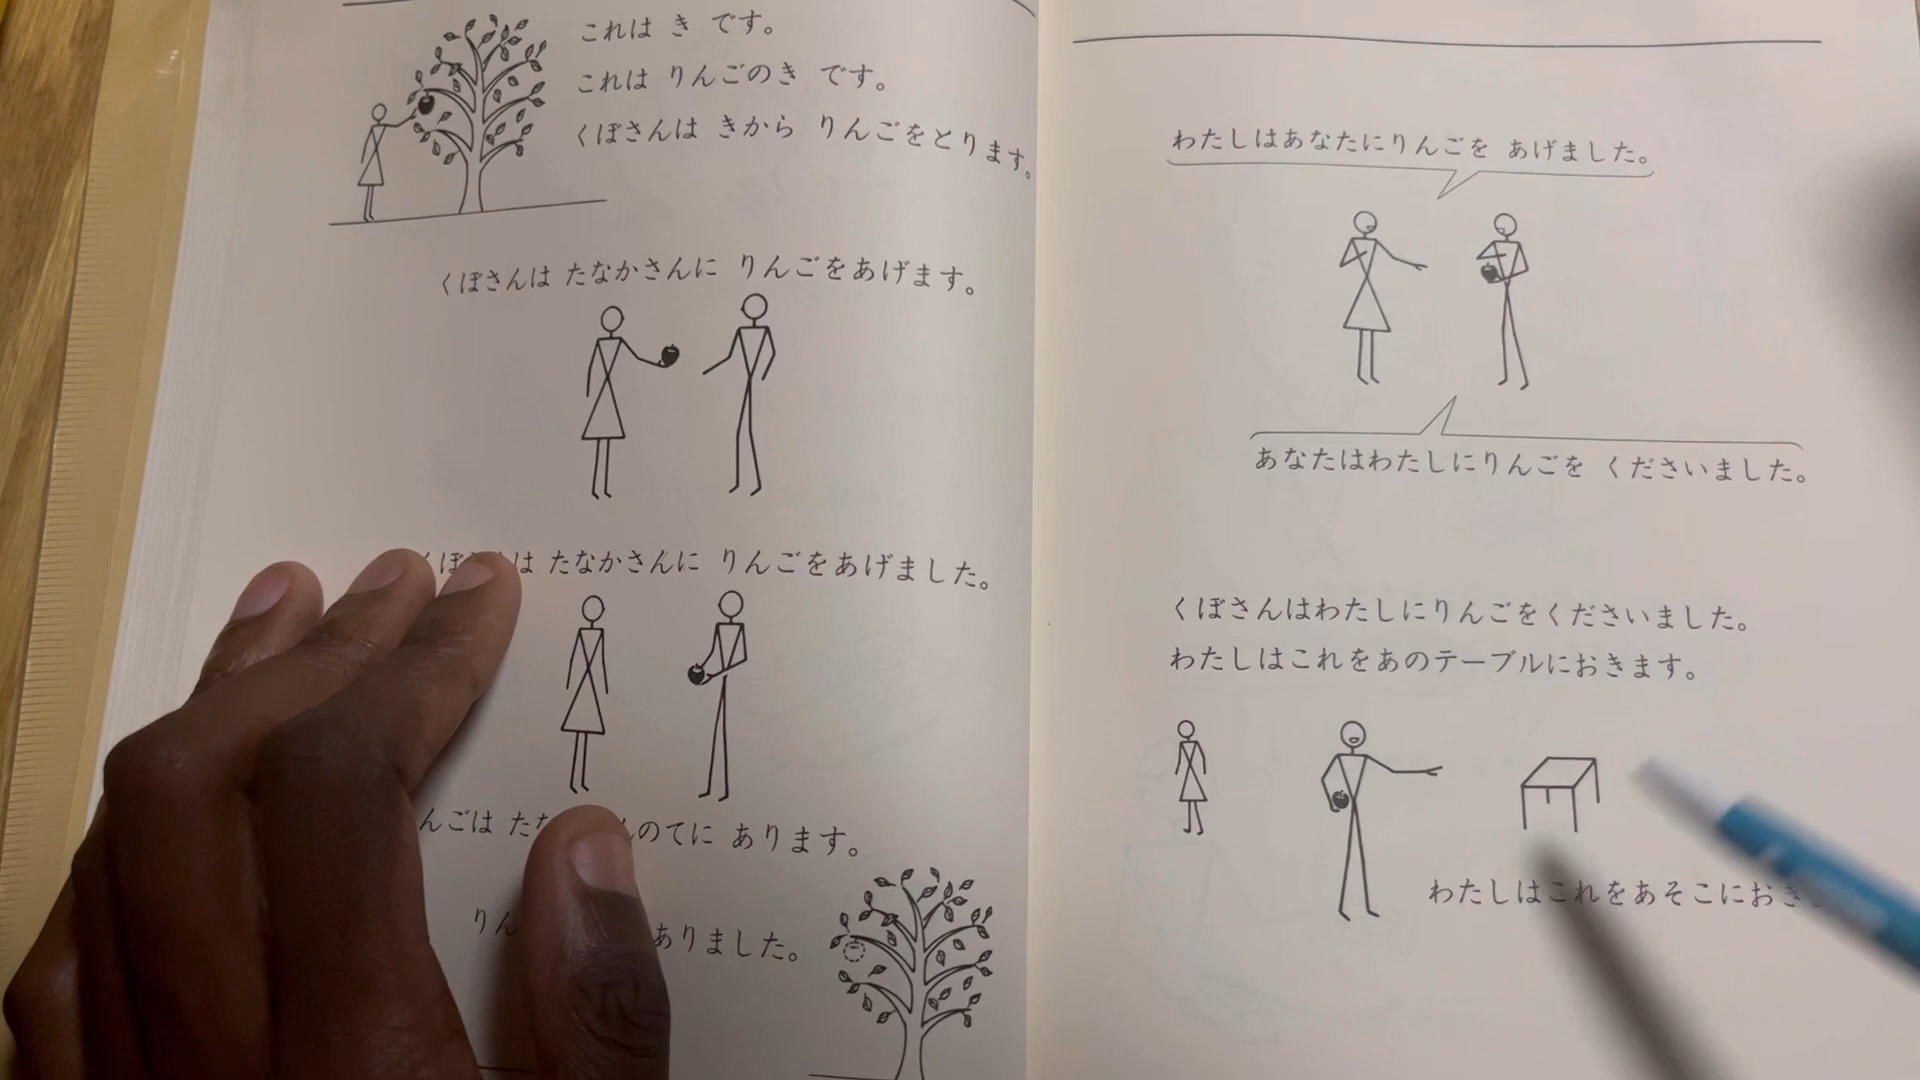 これは き です。
これは りんごのき です。
くぼさんは きから りんごをとります。
くぼさんは たなかさんに りんごをあげます。
は たなかさんに りんごをあげました。
んごは のてに あります。
りん ありました。
わたしはあなたにりんごを あげました。
あなたはわたしにりんごを くださいました。
くぼさんはわたしにりんごをくださいました。
わたしはこれをあのテーブルにおきます。
わたしはこれをあそこにおき